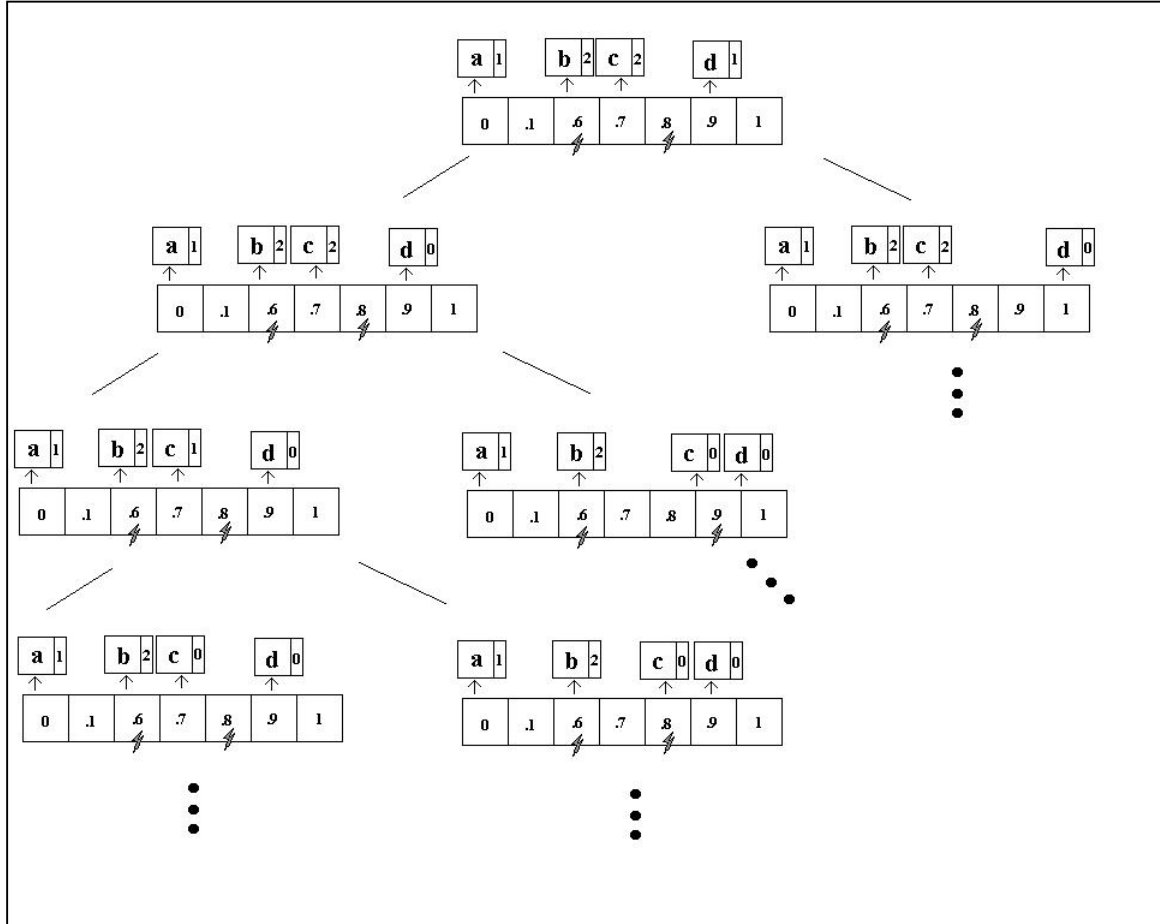 a 1 b 2 c 2 d 1
0 .1 .6 .7 .8 .9 1
a 1 b 2 c 2 d 0 a 1 b 2 c 2 d 0
0 .1 .6 .7 .8 .9 1 0 .1 .6 .7 .8 .9 1
a 1 b 2 c 1 d 0 a 1 b 2 c 0 d 0
0 .1 .6 .7 .8 .9 1 0 .1 .6 .7 .8 .9 1
a 1 b 2 c 0 d 0 a 1 b 2 c 0 d 0
0 .1 .6 .7 .8 .9 1 0 .1 .6 .7 .8 .9 1